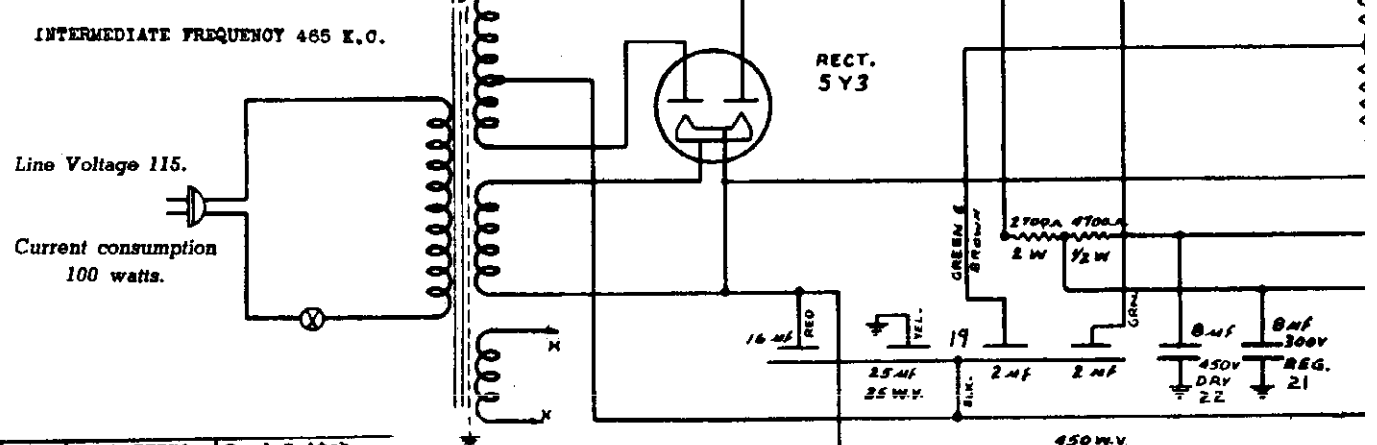 INTERMEDIATE FREQUENCY 465 K.C.
RECT.
5Y3
Line Voltage 115.
Current consumption
100 watts.
GREEN &
BROWN
2700Ω 4700Ω
2 W 1/2 W
RED
YEL.
GRN.
16 MF
19
25 MF
25 W.V.
BLK.
2 MF
2 MF
8 MF
450V
DRY
22
8 MF
300V
REG.
21
X
X
450 W.V.